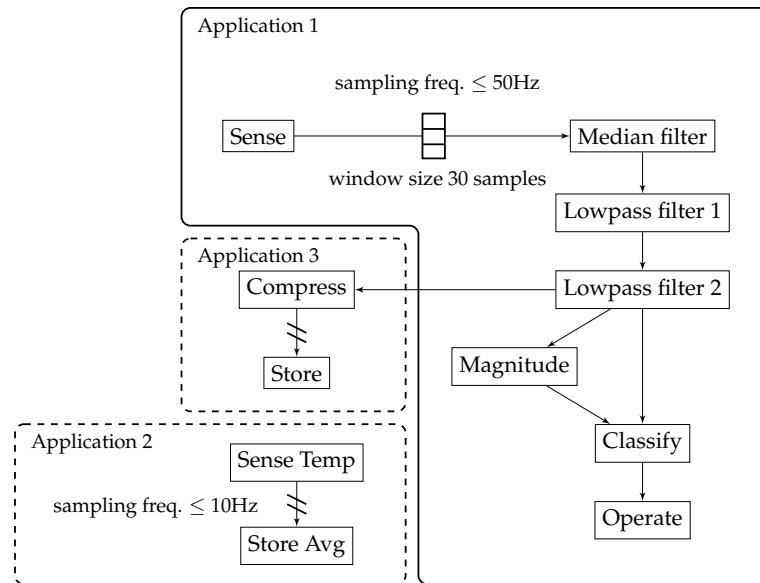 Application 1
sampling freq. ≤ 50Hz
Sense
Median filter
window size 30 samples
Lowpass filter 1
Application 3
Compress
Lowpass filter 2
Magnitude
Store
Application 2
Classify
Sense Temp
sampling freq. ≤ 10Hz
Operate
Store Avg